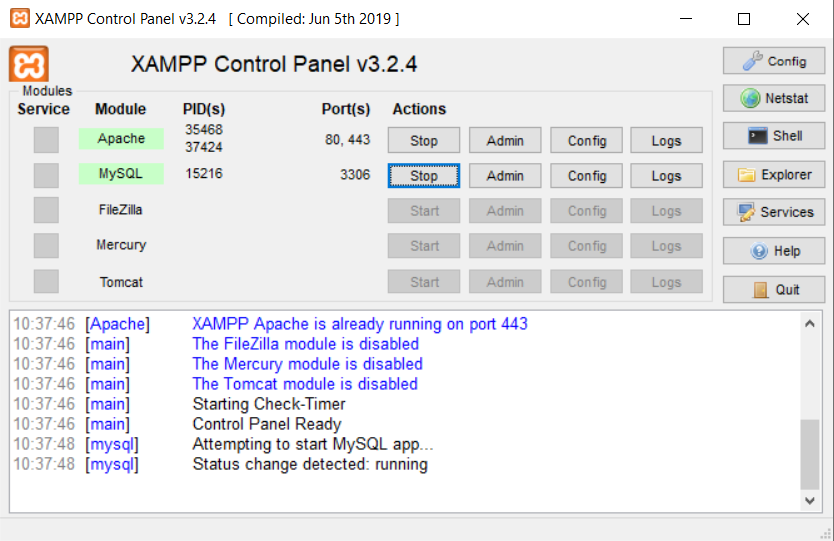 XAMPP Control Panel v3.2.4 [ Compiled: Jun 5th 2019 ]
XAMPP Control Panel v3.2.4
Config
Modules
Service Module PID(s) Port(s) Actions
Netstat
Apache 35468 37424 80, 443 Stop Admin Config Logs
Shell
MySQL 15216 3306 Stop Admin Config Logs
Explorer
FileZilla Start Admin Config Logs
Services
Mercury Start Admin Config Logs
Help
Tomcat Start Admin Config Logs
Quit
10:37:46 [Apache] XAMPP Apache is already running on port 443
10:37:46 [main] The FileZilla module is disabled
10:37:46 [main] The Mercury module is disabled
10:37:46 [main] The Tomcat module is disabled
10:37:46 [main] Starting Check-Timer
10:37:46 [main] Control Panel Ready
10:37:48 [mysql] Attempting to start MySQL app...
10:37:48 [mysql] Status change detected: running